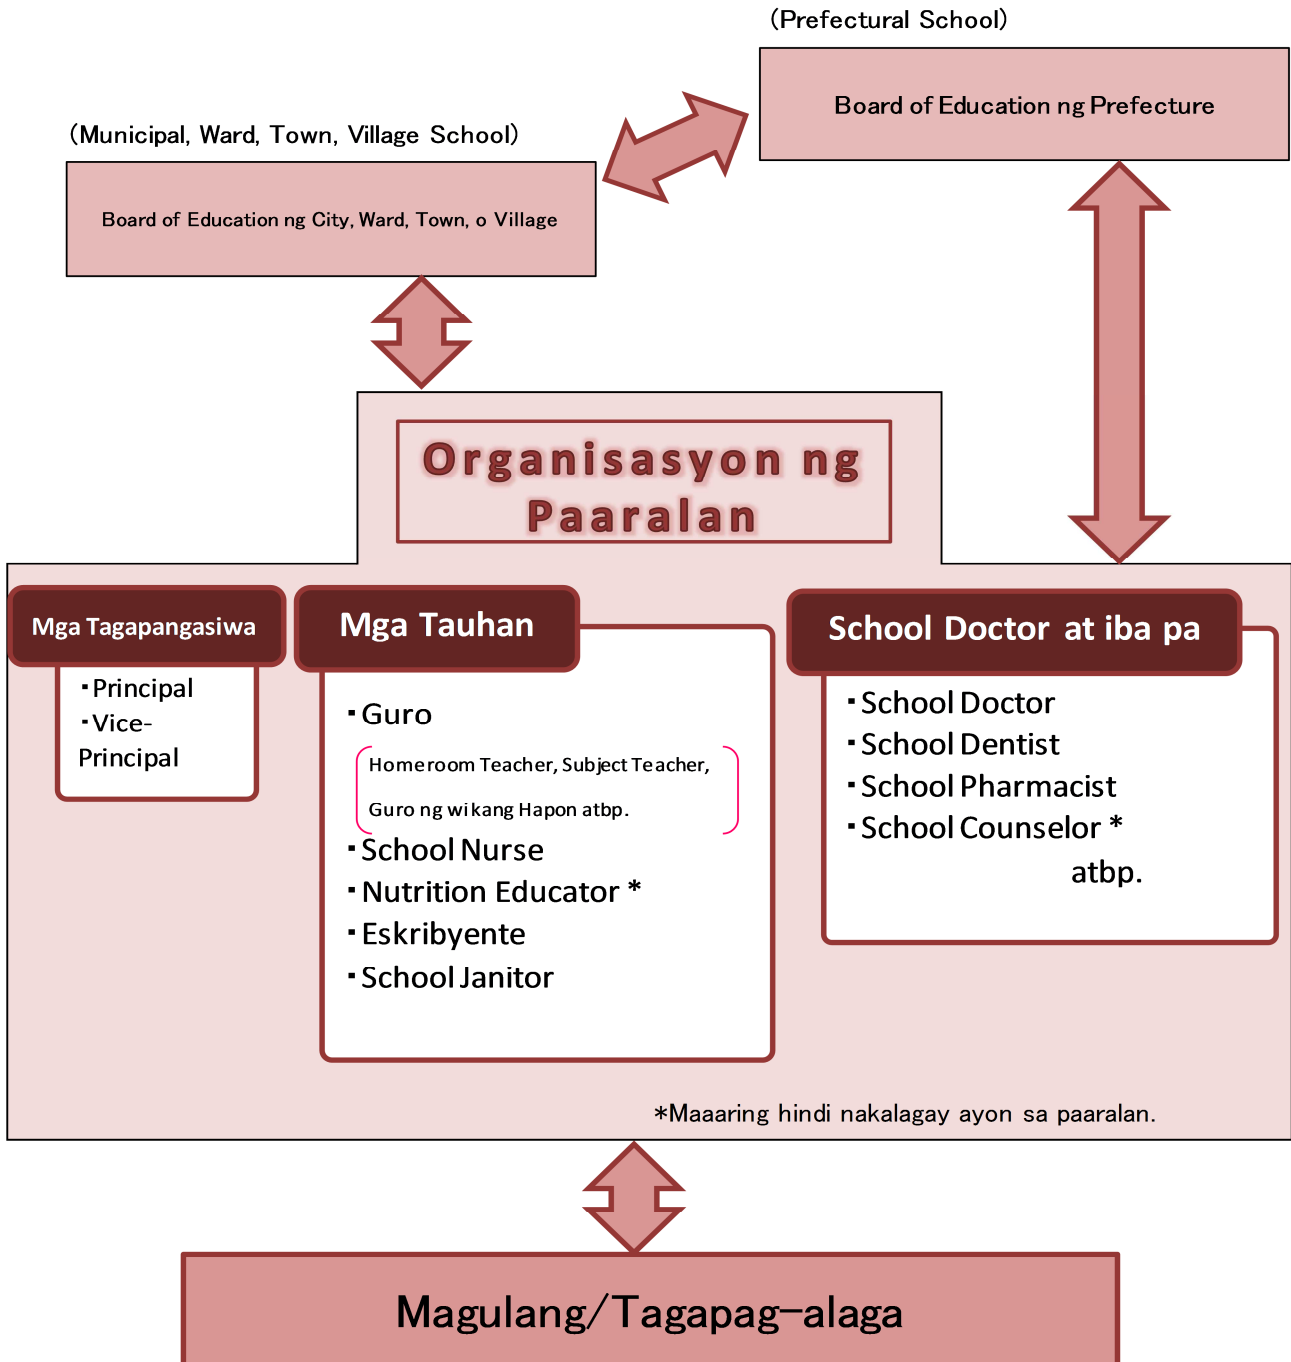 (Prefectural School)
Board of Education ng Prefecture
(Municipal, Ward, Town, Village School)
Board of Education ng City, Ward, Town, o Village
Organisasyon ng
Paaralan
Mga Tagapangasiwa
・Principal
・Vice-
Principal
Mga Tauhan
・Guro
Homeroom Teacher, Subject Teacher,
Guro ng wikang Hapon atbp.
・School Nurse
・Nutrition Educator *
・Eskribyente
・School Janitor
School Doctor at iba pa
・School Doctor
・School Dentist
・School Pharmacist
・School Counselor *
atbp.
*Maaaring hindi nakalagay ayon sa paaralan.
Magulang/Tagapag-alaga